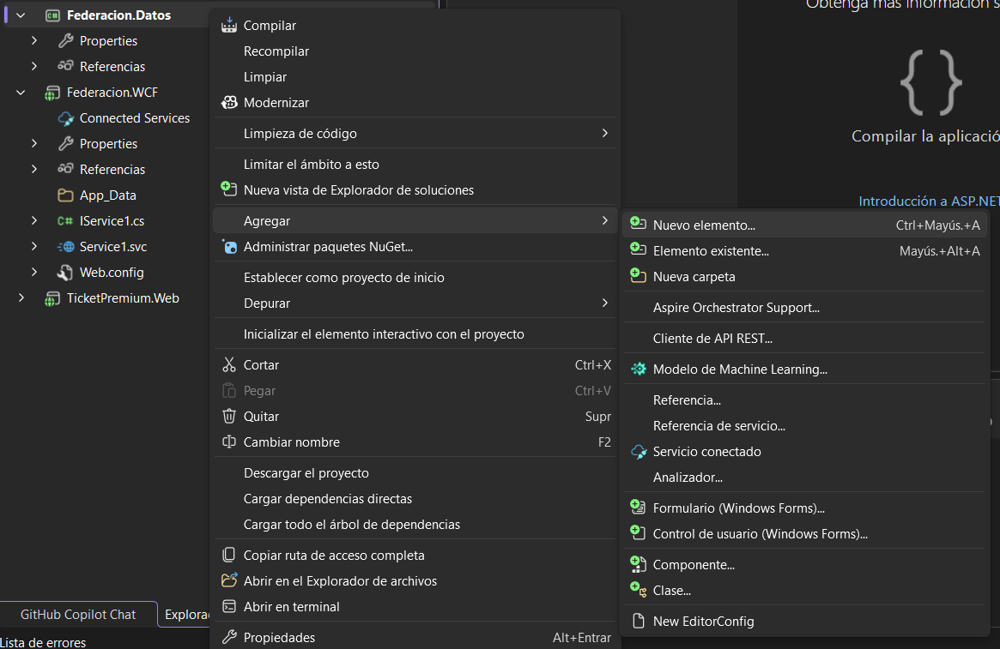 Federacion.Datos
Properties
Referencias
Federacion.WCF
Connected Services
Properties
Referencias
App_Data
C# IService1.cs
Service1.svc
Web.config
TicketPremium.Web
GitHub Copilot Chat
Lista de errores
Compilar
Recompilar
Limpiar
Modernizar
Limpieza de código
Limitar el ámbito a esto
Nueva vista de Explorador de soluciones
Agregar
Administrar paquetes NuGet...
Establecer como proyecto de inicio
Depurar
Inicializar el elemento interactivo con el proyecto
Cortar Ctrl+X
Pegar Ctrl+V
Quitar Supr
Cambiar nombre F2
Descargar el proyecto
Cargar dependencias directas
Cargar todo el árbol de dependencias
Copiar ruta de acceso completa
Abrir en el Explorador de archivos
Abrir en terminal
Propiedades Alt+Entrar
Nuevo elemento... Ctrl+Mayús.+A
Elemento existente... Mayús.+Alt+A
Nueva carpeta
Aspire Orchestrator Support...
Cliente de API REST...
Modelo de Machine Learning...
Referencia...
Referencia de servicio...
Servicio conectado
Analizador...
Formulario (Windows Forms)...
Control de usuario (Windows Forms)...
Componente...
Clase...
New EditorConfig
Obtenga más información s
{ }
Compilar la aplicació
Introducción a ASP.NET